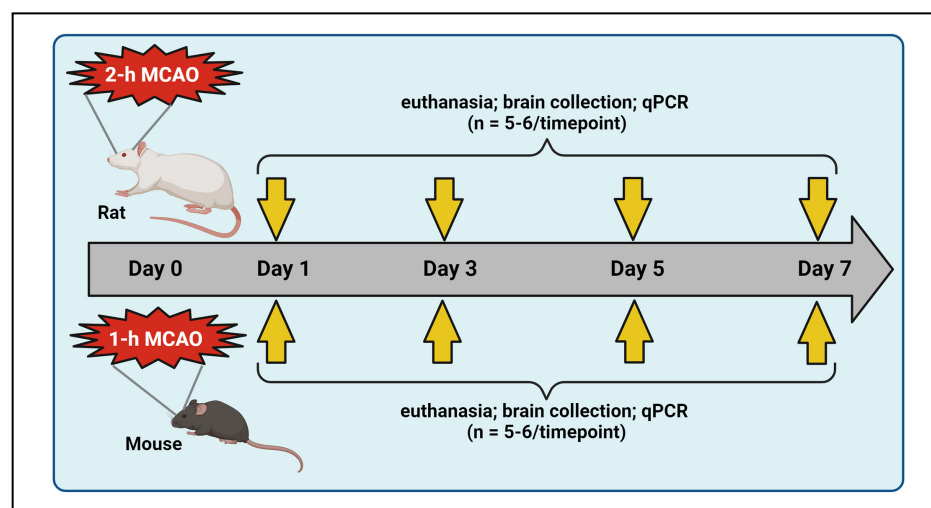 2-h MCAO
euthanasia; brain collection; qPCR
(n = 5-6/timepoint)
Rat
Day 0
Day 1
Day 3
Day 5
Day 7
1-h MCAO
euthanasia; brain collection; qPCR
(n = 5-6/timepoint)
Mouse